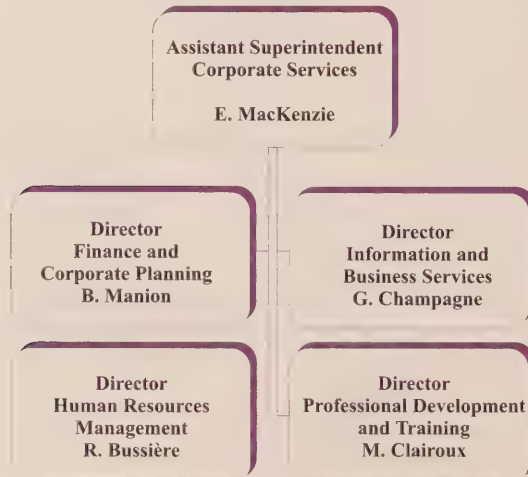 Assistant Superintendent
Corporate Services
E. MacKenzie
Director
Finance and
Corporate Planning
B. Manion
Director
Information and
Business Services
G. Champagne
Director
Human Resources
Management
R. Bussière
Director
Professional Development
and Training
M. Clairoux